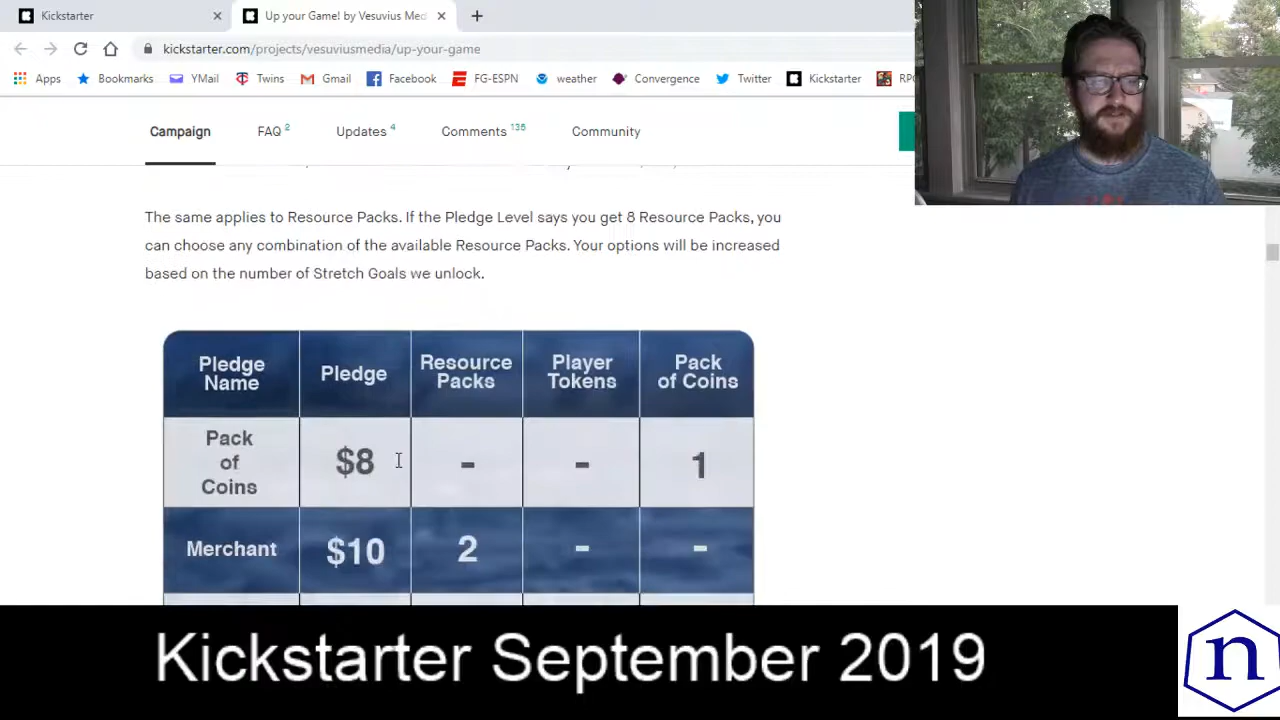 Kickstarter
Up your Game! by Vesuvius Med
kickstarter.com/projects/vesuviusmedia/up-your-game
Apps Bookmarks YMail Twins Gmail Facebook FG-ESPN weather Convergence Twitter Kickstarter RPG
Campaign FAQ 2 Updates 4 Comments 135 Community
The same applies to Resource Packs. If the Pledge Level says you get 8 Resource Packs, you
can choose any combination of the available Resource Packs. Your options will be increased
based on the number of Stretch Goals we unlock.
Pledge Name Pledge Resource Packs Player Tokens Pack of Coins
Pack of Coins $8 - - 1
Merchant $10 2 - -
Kickstarter September 2019
n